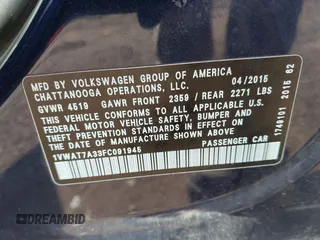 MFD. BY VOLKSWAGEN GROUP OF AMERICA
CHATTANOOGA OPERATIONS, LLC. 04/2015
GVWR 4519 GAWR FRONT 2359 / REAR 2271 LBS
THIS VEHICLE CONFORMS TO ALL APPLICABLE
FEDERAL MOTOR VEHICLE SAFETY, BUMPER, AND
THEFT PREVENTION STANDARDS IN EFFECT ON THE
DATE OF MANUFACTURE SHOWN ABOVE.
1VWAT7A33FC091945 PASSENGER CAR
1749101 2015 62
DREAMBID